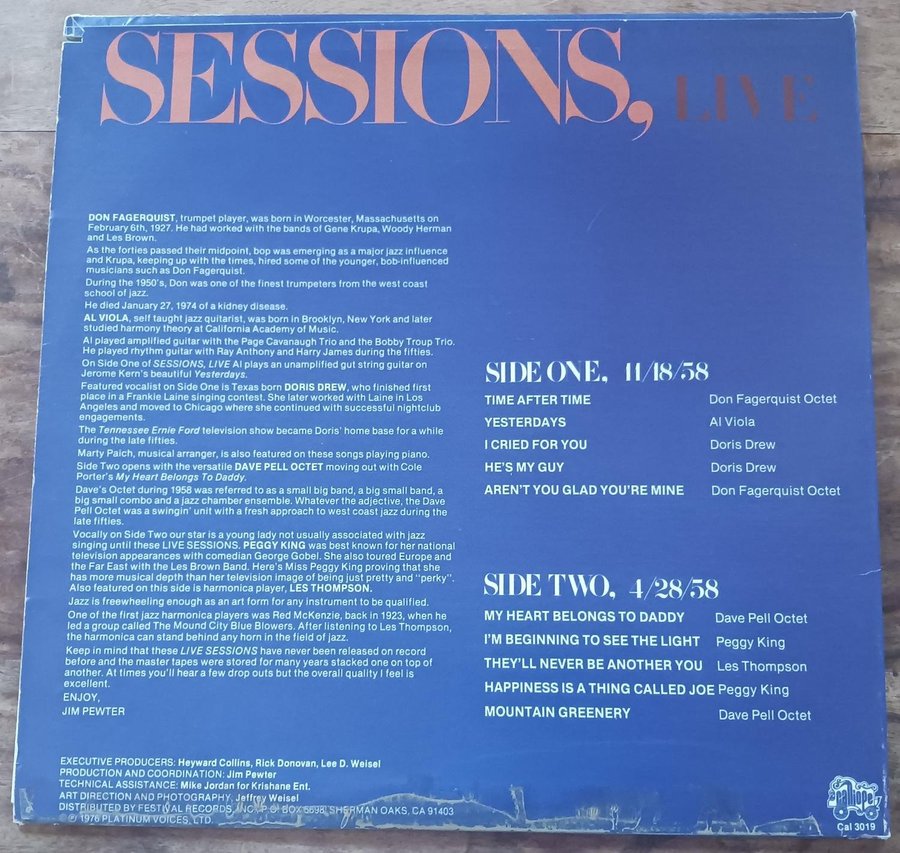 SESSIONS, LIVE
DON FAGERQUIST, trumpet player, was born in Worcester, Massachusetts on
February 6th, 1927. He had worked with the bands of Gene Krupa, Woody Herman
and Les Brown.
As the forties passed their midpoint, bop was emerging as a major jazz influence
and Krupa, keeping up with the times, hired some of the younger, bob-influenced
musicians such as Don Fagerquist.
During the 1950's, Don was one of the finest trumpeters from the west coast
school of jazz.
He died January 27, 1974 of a kidney disease.
AL VIOLA, self taught jazz quitarist, was born in Brooklyn, New York and later
studied harmony theory at California Academy of Music.
Al played amplified guitar with the Page Cavanaugh Trio and the Bobby Troup Trio.
He played rhythm guitar with Ray Anthony and Harry James during the fifties.
On Side One of SESSIONS, LIVE Al plays an unamplified gut string guitar on
Jerome Kern's beautiful Yesterdays.
Featured vocalist on Side One is Texas born DORIS DREW, who finished first
place in a Frankie Laine singing contest. She later worked with Laine in Los
Angeles and moved to Chicago where she continued with successful nightclub
engagements.
The Tennessee Ernie Ford television show became Doris' home base for a while
during the late fifties.
Marty Paich, musical arranger, is also featured on these songs playing piano.
Side Two opens with the versatile DAVE PELL OCTET moving out with Cole
Porter's My Heart Belongs To Daddy.
Dave's Octet during 1958 was referred to as a small big band, a big small band, a
big small combo and a jazz chamber ensemble. Whatever the adjective, the Dave
Pell Octet was a swingin' unit with a fresh approach to west coast jazz during the
late fifties.
Vocally on Side Two our star is a young lady not usually associated with jazz
singing until these LIVE SESSIONS. PEGGY KING was best known for her national
television appearances with comedian George Gobel. She also toured Europe and
the Far East with the Les Brown Band. Here's Miss Peggy King proving that she
has more musical depth than her television image of being just pretty and "perky".
Also featured on this side is harmonica player, LES THOMPSON.
Jazz is freewheeling enough as an art form for any instrument to be qualified.
One of the first jazz harmonica players was Red McKenzie, back in 1923, when he
led a group called The Mound City Blue Blowers. After listening to Les Thompson,
the harmonica can stand behind any horn in the field of jazz.
Keep in mind that these LIVE SESSIONS have never been released on record
before and the master tapes were stored for many years stacked one on top of
another. At times you'll hear a few drop outs but the overall quality I feel is
excellent.
ENJOY,
JIM PEWTER
EXECUTIVE PRODUCERS: Heyward Collins, Rick Donovan, Lee D. Weisel
PRODUCTION AND COORDINATION: Jim Pewter
TECHNICAL ASSISTANCE: Mike Jordan for Krishane Ent.
ART DIRECTION AND PHOTOGRAPHY, Jeffrey Weisel
DISTRIBUTED BY FESTIVAL RECORDS, INC. P.O. BOX 5698, SHERMAN OAKS, CA 91403
© ℗ 1976 PLATINUM VOICES, LTD.
SIDE ONE, 11/18/58
TIME AFTER TIME Don Fagerquist Octet
YESTERDAYS Al Viola
I CRIED FOR YOU Doris Drew
HE'S MY GUY Doris Drew
AREN'T YOU GLAD YOU'RE MINE Don Fagerquist Octet
SIDE TWO, 4/28/58
MY HEART BELONGS TO DADDY Dave Pell Octet
I'M BEGINNING TO SEE THE LIGHT Peggy King
THEY'LL NEVER BE ANOTHER YOU Les Thompson
HAPPINESS IS A THING CALLED JOE Peggy King
MOUNTAIN GREENERY Dave Pell Octet
Calliope
Cal 3019